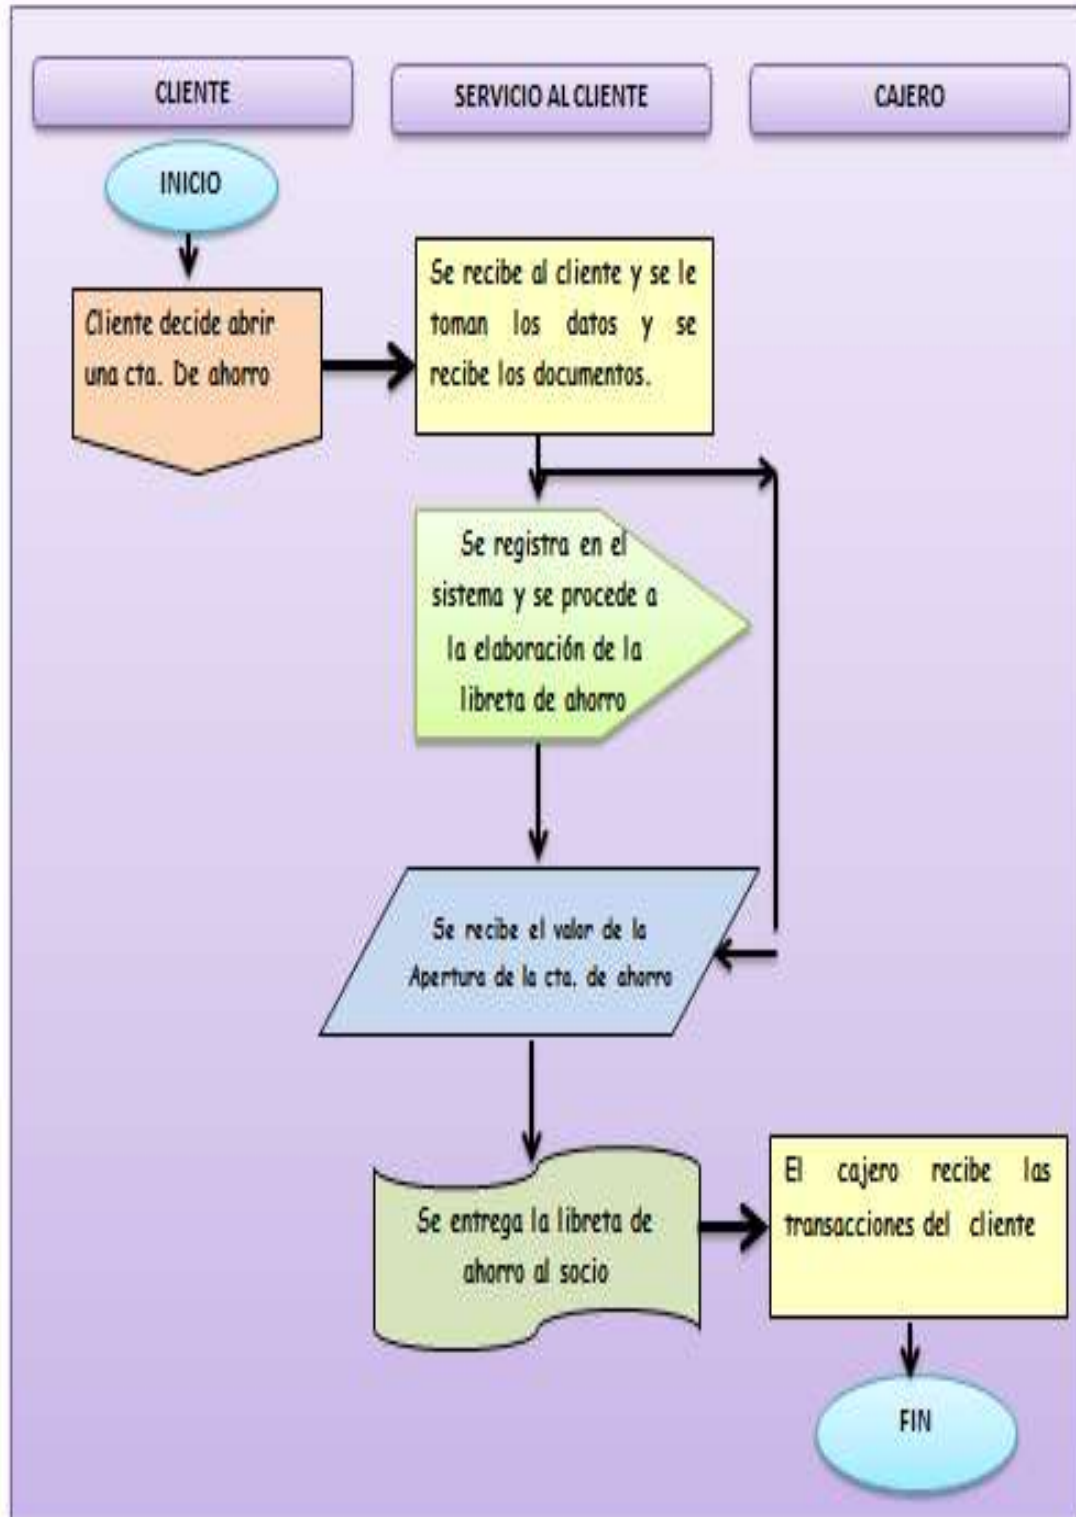 CLIENTE
SERVICIO AL CLIENTE
CAJERO
INICIO
Cliente decide abrir
una cta. De ahorro
Se recibe al cliente y se le
toman los datos y se
recibe los documentos.
Se registra en el
sistema y se procede a
la elaboración de la
libreta de ahorro
Se recibe el valor de la
Apertura de la cta. de ahorro
Se entrega la libreta de
ahorro al socio
El cajero recibe las
transacciones del cliente
FIN